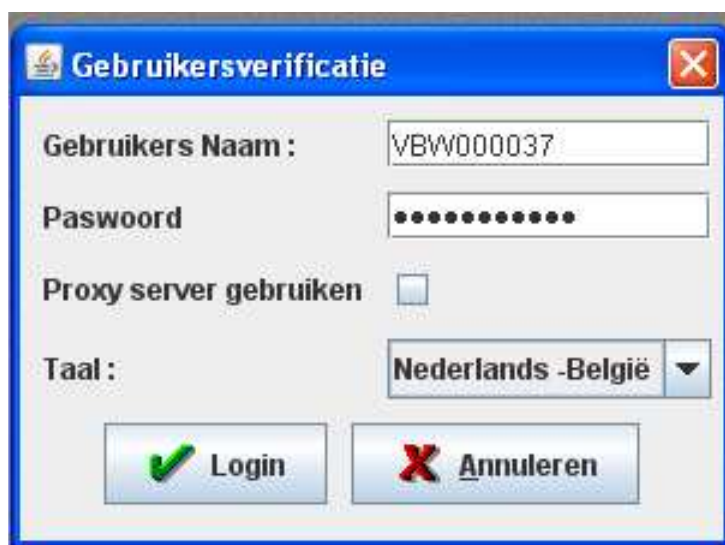 Gebruikersverificatie
Gebruikers Naam : VBW000037
Paswoord •••••••••••
Proxy server gebruiken
Taal : Nederlands -België
Login Annuleren